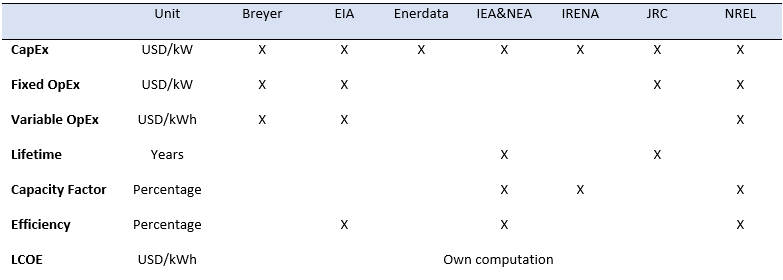 Unit Breyer EIA Enerdata IEA&NEA IRENA JRC NREL
CapEx USD/kW X X X X X X X
Fixed OpEx USD/kW X X X X
Variable OpEx USD/kWh X X X
Lifetime Years X X
Capacity Factor Percentage X X X
Efficiency Percentage X X X
LCOE USD/kWh Own computation